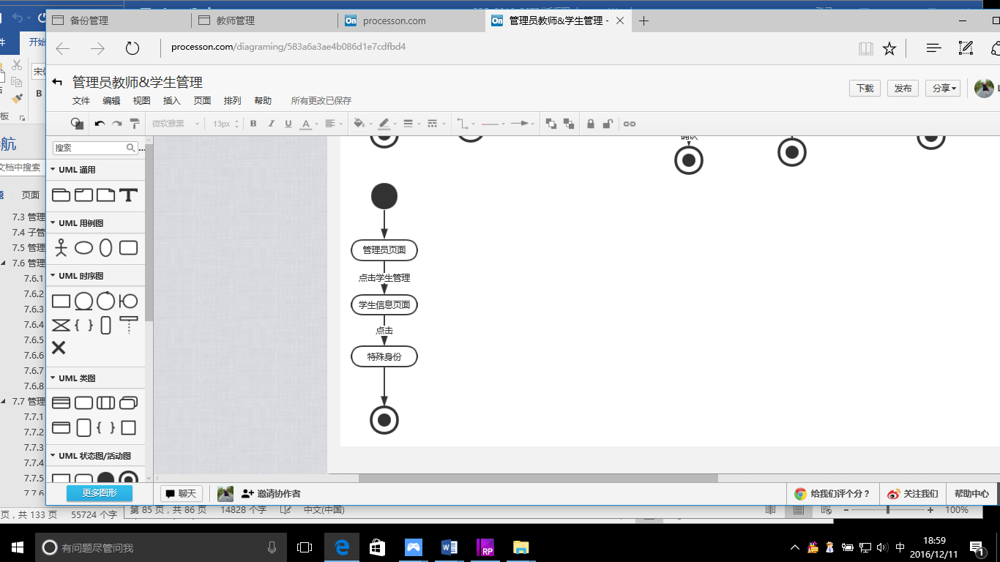 备份管理
教师管理
processon.com
管理员教师&学生管理 -
processon.com/diagraming/583a6a3ae4b086d1e7cdfbd4
件
开始
宋体
B
板
管理员教师&学生管理
文件 编辑 视图 插入 页面 排列 帮助 所有更改已保存
下载 发布 分享
微软雅黑 13px B I U A
航
文档中搜索
题 页面
7.3 管理
7.4 子管
7.5 管理
7.6 管理
7.6.1
7.6.2
7.6.3
7.6.4
7.6.5
7.6.6
7.6.7
7.6.8
7.7 管理
7.7.1
7.7.2
7.7.3
7.7.4
7.7.5
7.7.6
搜索 ...
UML 通用
UML 用例图
UML 时序图
UML 类图
UML 状态图/活动图
更多图形
确认
管理员页面
点击学生管理
学生信息页面
点击
特殊身份
聊天
邀请协作者
给我们评个分？
关注我们
帮助中心
页，共 133 页 55724 个字
第 85 页，共 86 页 14828 个字 中文(中国)
100%
有问题尽管问我
RP
中
18:59
2016/12/11
1